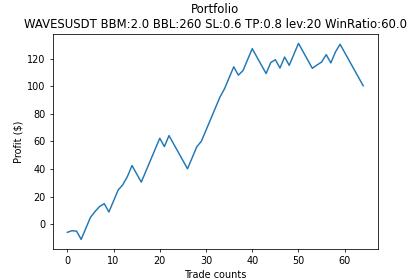 Portfolio
WAVESUSDT BBM:2.0 BBL:260 SL:0.6 TP:0.8 lev:20 WinRatio:60.0
Profit ($)
120
100
80
60
40
20
0
0 10 20 30 40 50 60
Trade counts